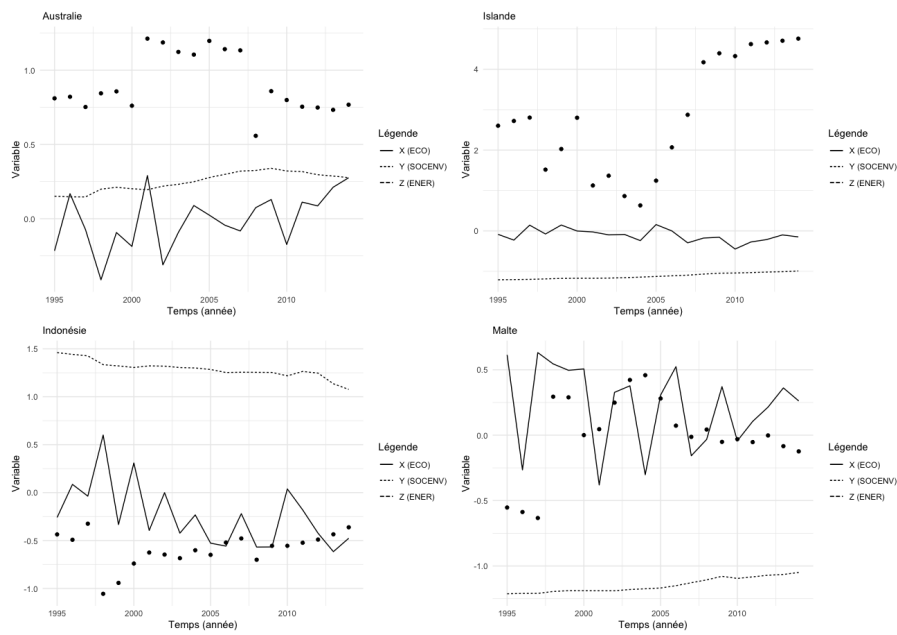 Australie
1.0
0.5
0.0
Variable
1995
2000
2005
2010
Temps (année)
Légende
X (ECO)
Y (SOCENV)
Z (ENER)
Islande
4
2
0
Variable
1995
2000
2005
2010
Temps (année)
Légende
X (ECO)
Y (SOCENV)
Z (ENER)
Indonésie
1.5
1.0
0.5
0.0
-0.5
-1.0
Variable
1995
2000
2005
2010
Temps (année)
Légende
X (ECO)
Y (SOCENV)
Z (ENER)
Malte
0.5
0.0
-0.5
-1.0
Variable
1995
2000
2005
2010
Temps (année)
Légende
X (ECO)
Y (SOCENV)
Z (ENER)